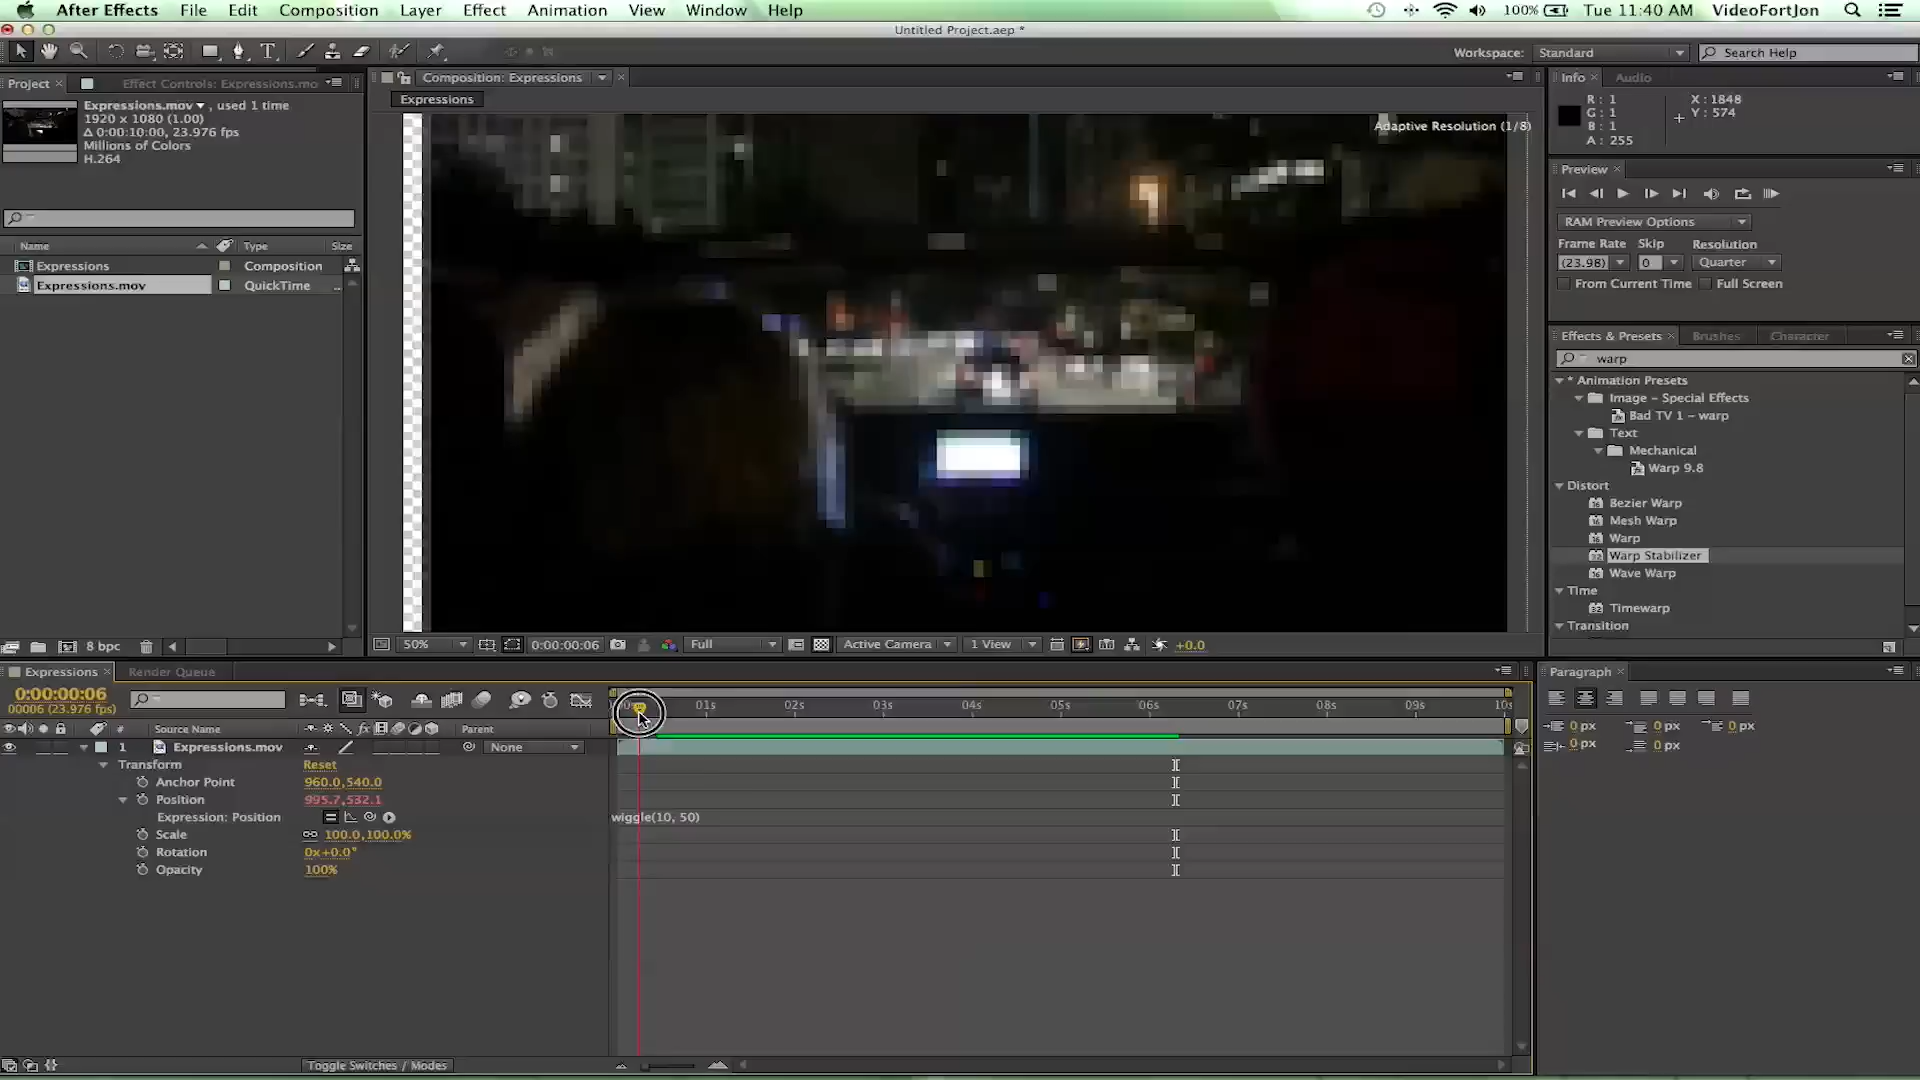 After Effects File Edit Composition Layer Effect Animation View Window Help 100% Tue 11:40 AM VideoFortJon
Untitled Project.aep *
Workspace: Standard Search Help
Project Effect Controls: Expressions.mo
Composition: Expressions
Info Audio
Expressions.mov, used 1 time
1920 x 1080 (1.00)
Δ 0:00:10:00, 23.976 fps
Millions of Colors
H.264
Expressions
Adaptive Resolution (1/8)
R: 1
G: 1
B: 1
A: 255
X: 1848
Y: 574
Preview
RAM Preview Options
Frame Rate Skip Resolution
(23.98) 0 Quarter
From Current Time Full Screen
Name Type Size
Expressions Composition
Expressions.mov QuickTime ...
Effects & Presets Brushes Character
warp
* Animation Presets
Image - Special Effects
Bad TV 1 - warp
Text
Mechanical
Warp 9.8
Distort
Bezier Warp
Mesh Warp
Warp
Warp Stabilizer
Wave Warp
Time
Timewarp
Transition
8 bpc
50% 0:00:00:06 Full Active Camera 1 View +0.0
Expressions Render Queue
0:00:00:06
00006 (23.976 fps)
01s 02s 03s 04s 05s 06s 07s 08s 09s 10s
# Source Name fx Parent
1 Expressions.mov None
Transform Reset
Anchor Point 960.0,540.0
Position 995.7,532.1
Expression: Position wiggle(10, 50)
Scale 100.0,100.0%
Rotation 0x+0.0°
Opacity 100%
Toggle Switches / Modes
Paragraph
0 px 0 px 0 px
0 px 0 px